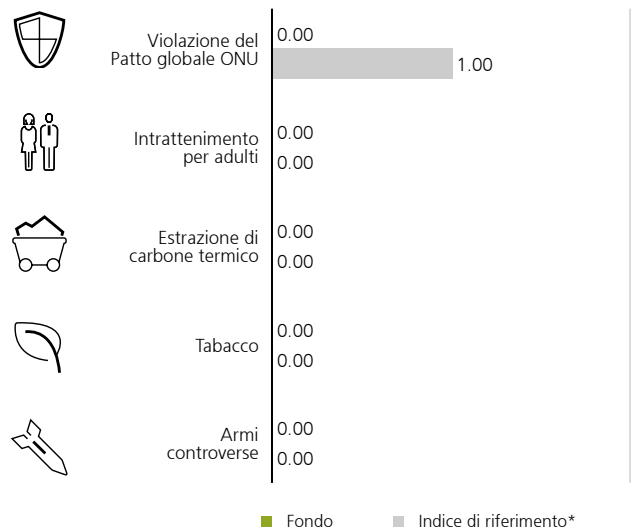 Violazione del
Patto globale ONU
0.00
1.00
Intrattenimento
per adulti
0.00
0.00
Estrazione di
carbone termico
0.00
0.00
Tabacco
0.00
0.00
Armi
controverse
0.00
0.00
Fondo
Indice di riferimento*